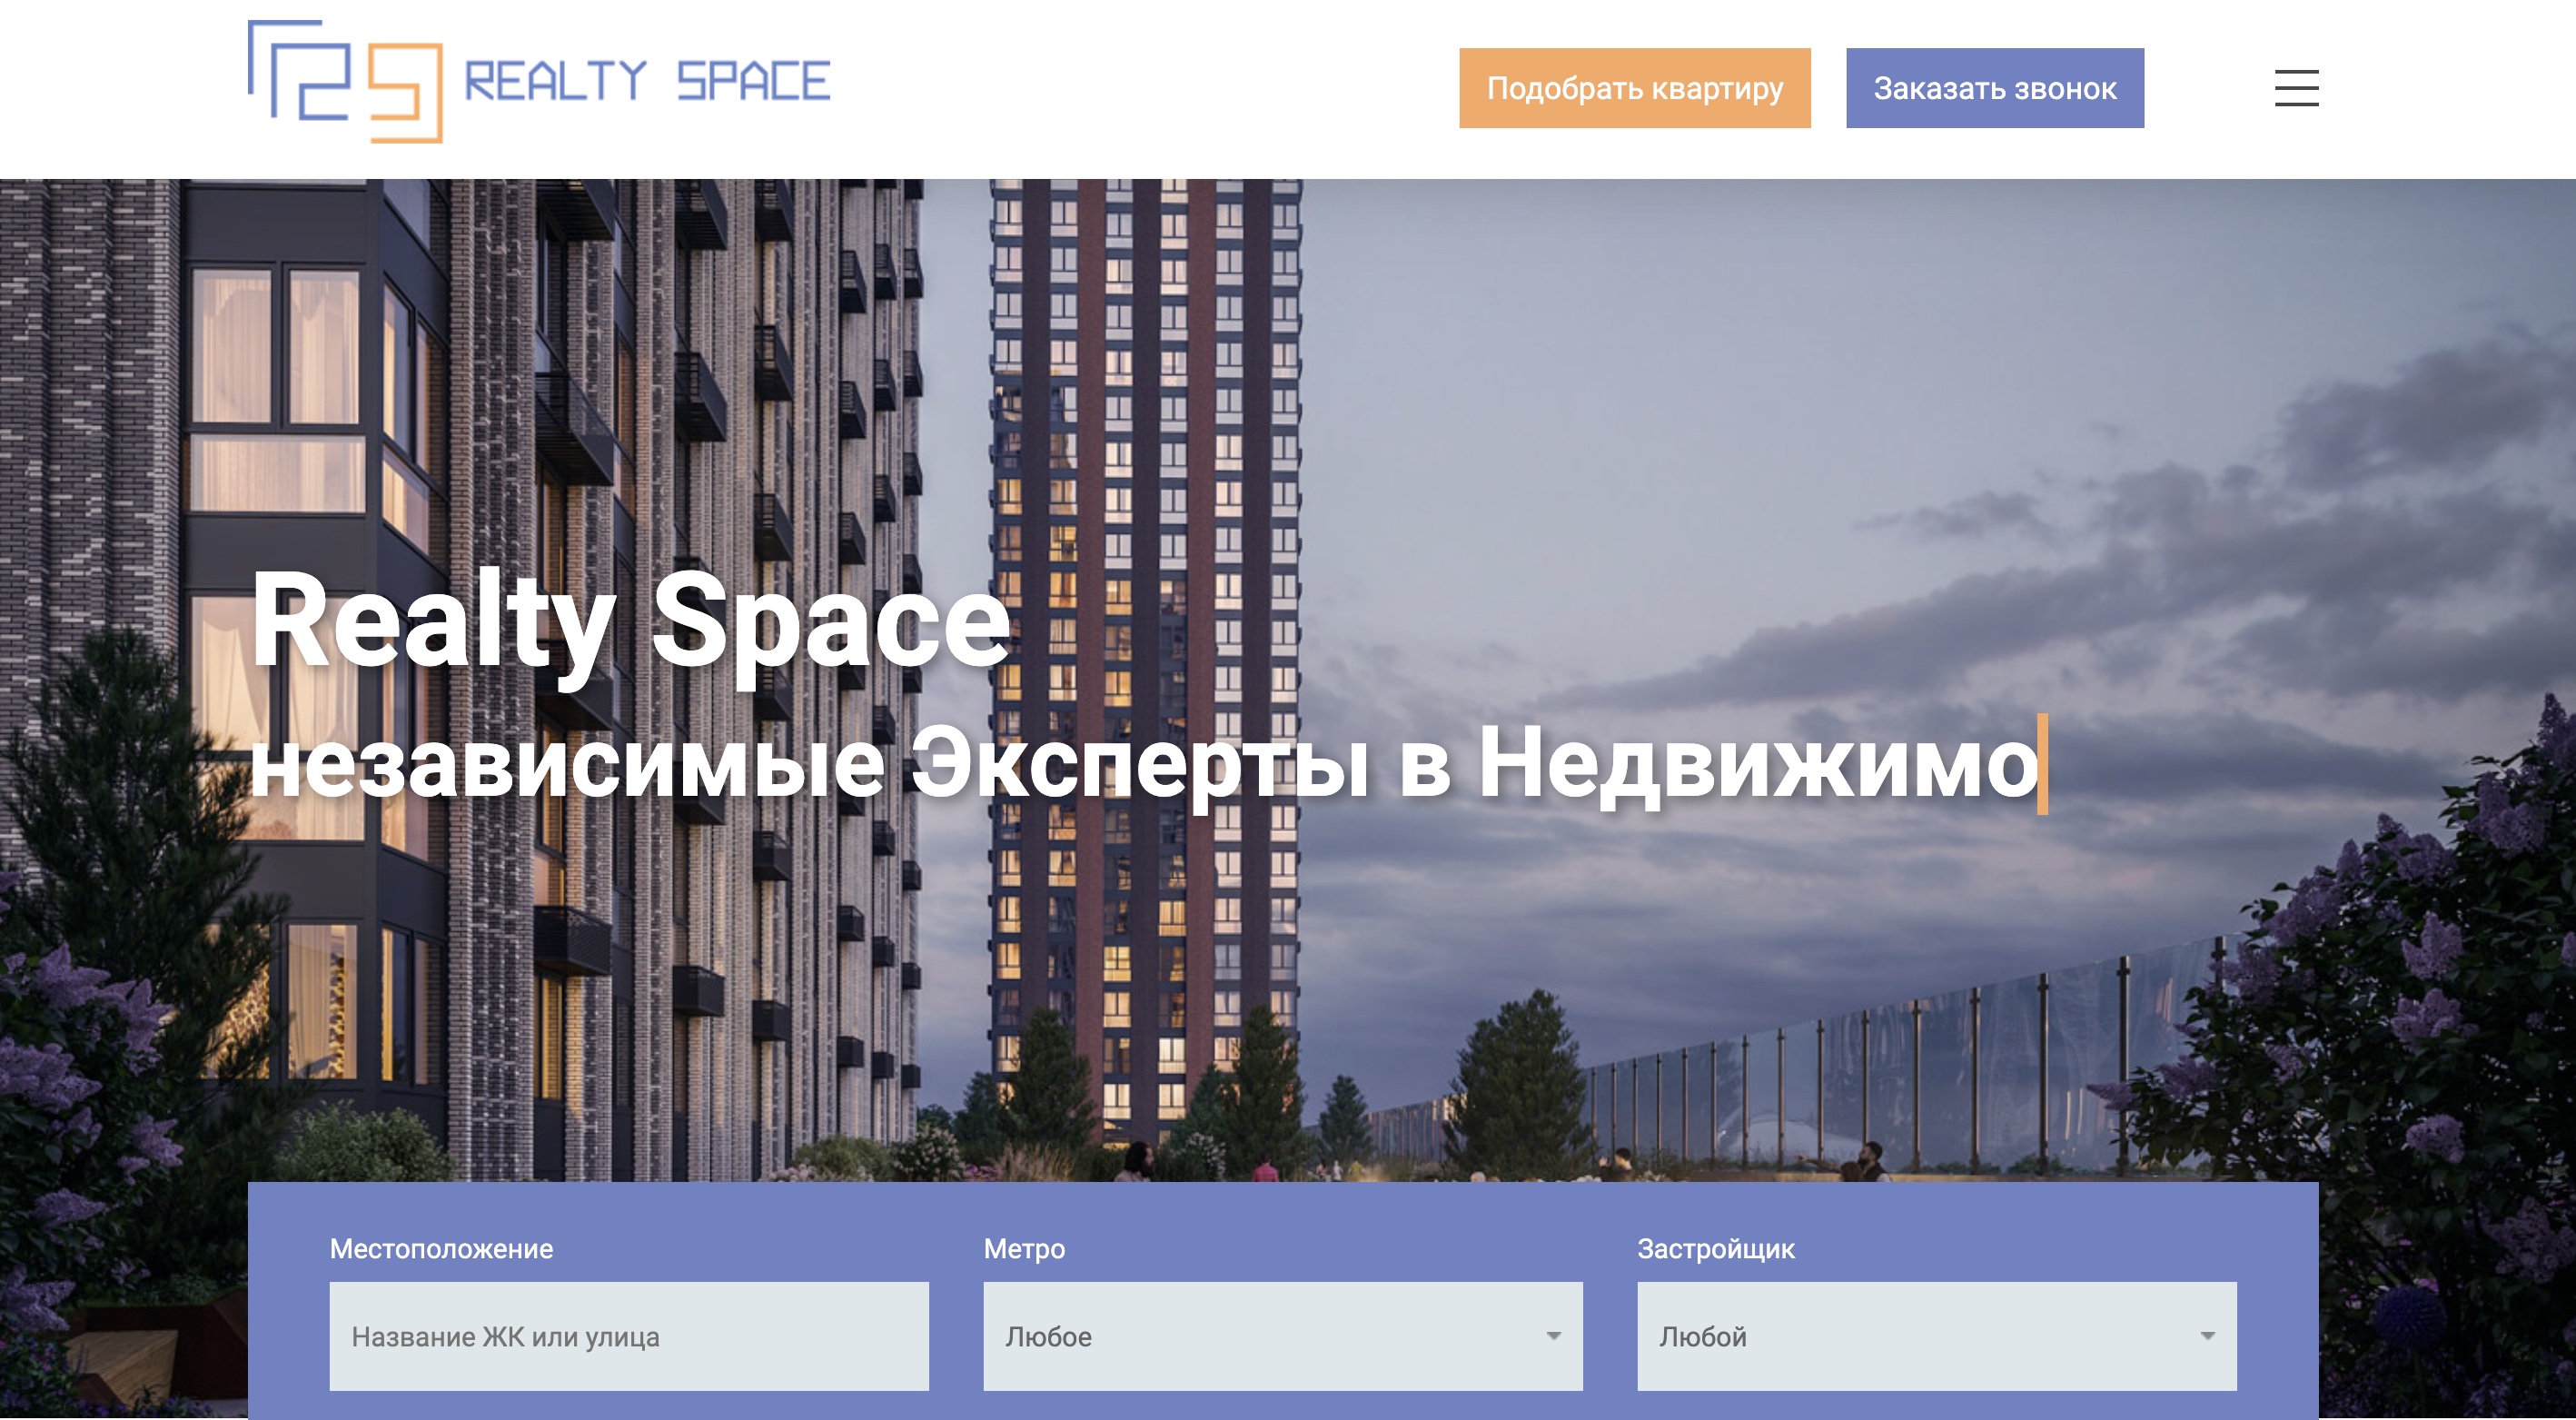 REALTY SPACE
Подобрать квартиру
Заказать звонок
Realty Space
независимые Эксперты в Недвижимо
Местоположение
Метро
Застройщик
Название ЖК или улица
Любое
Любой